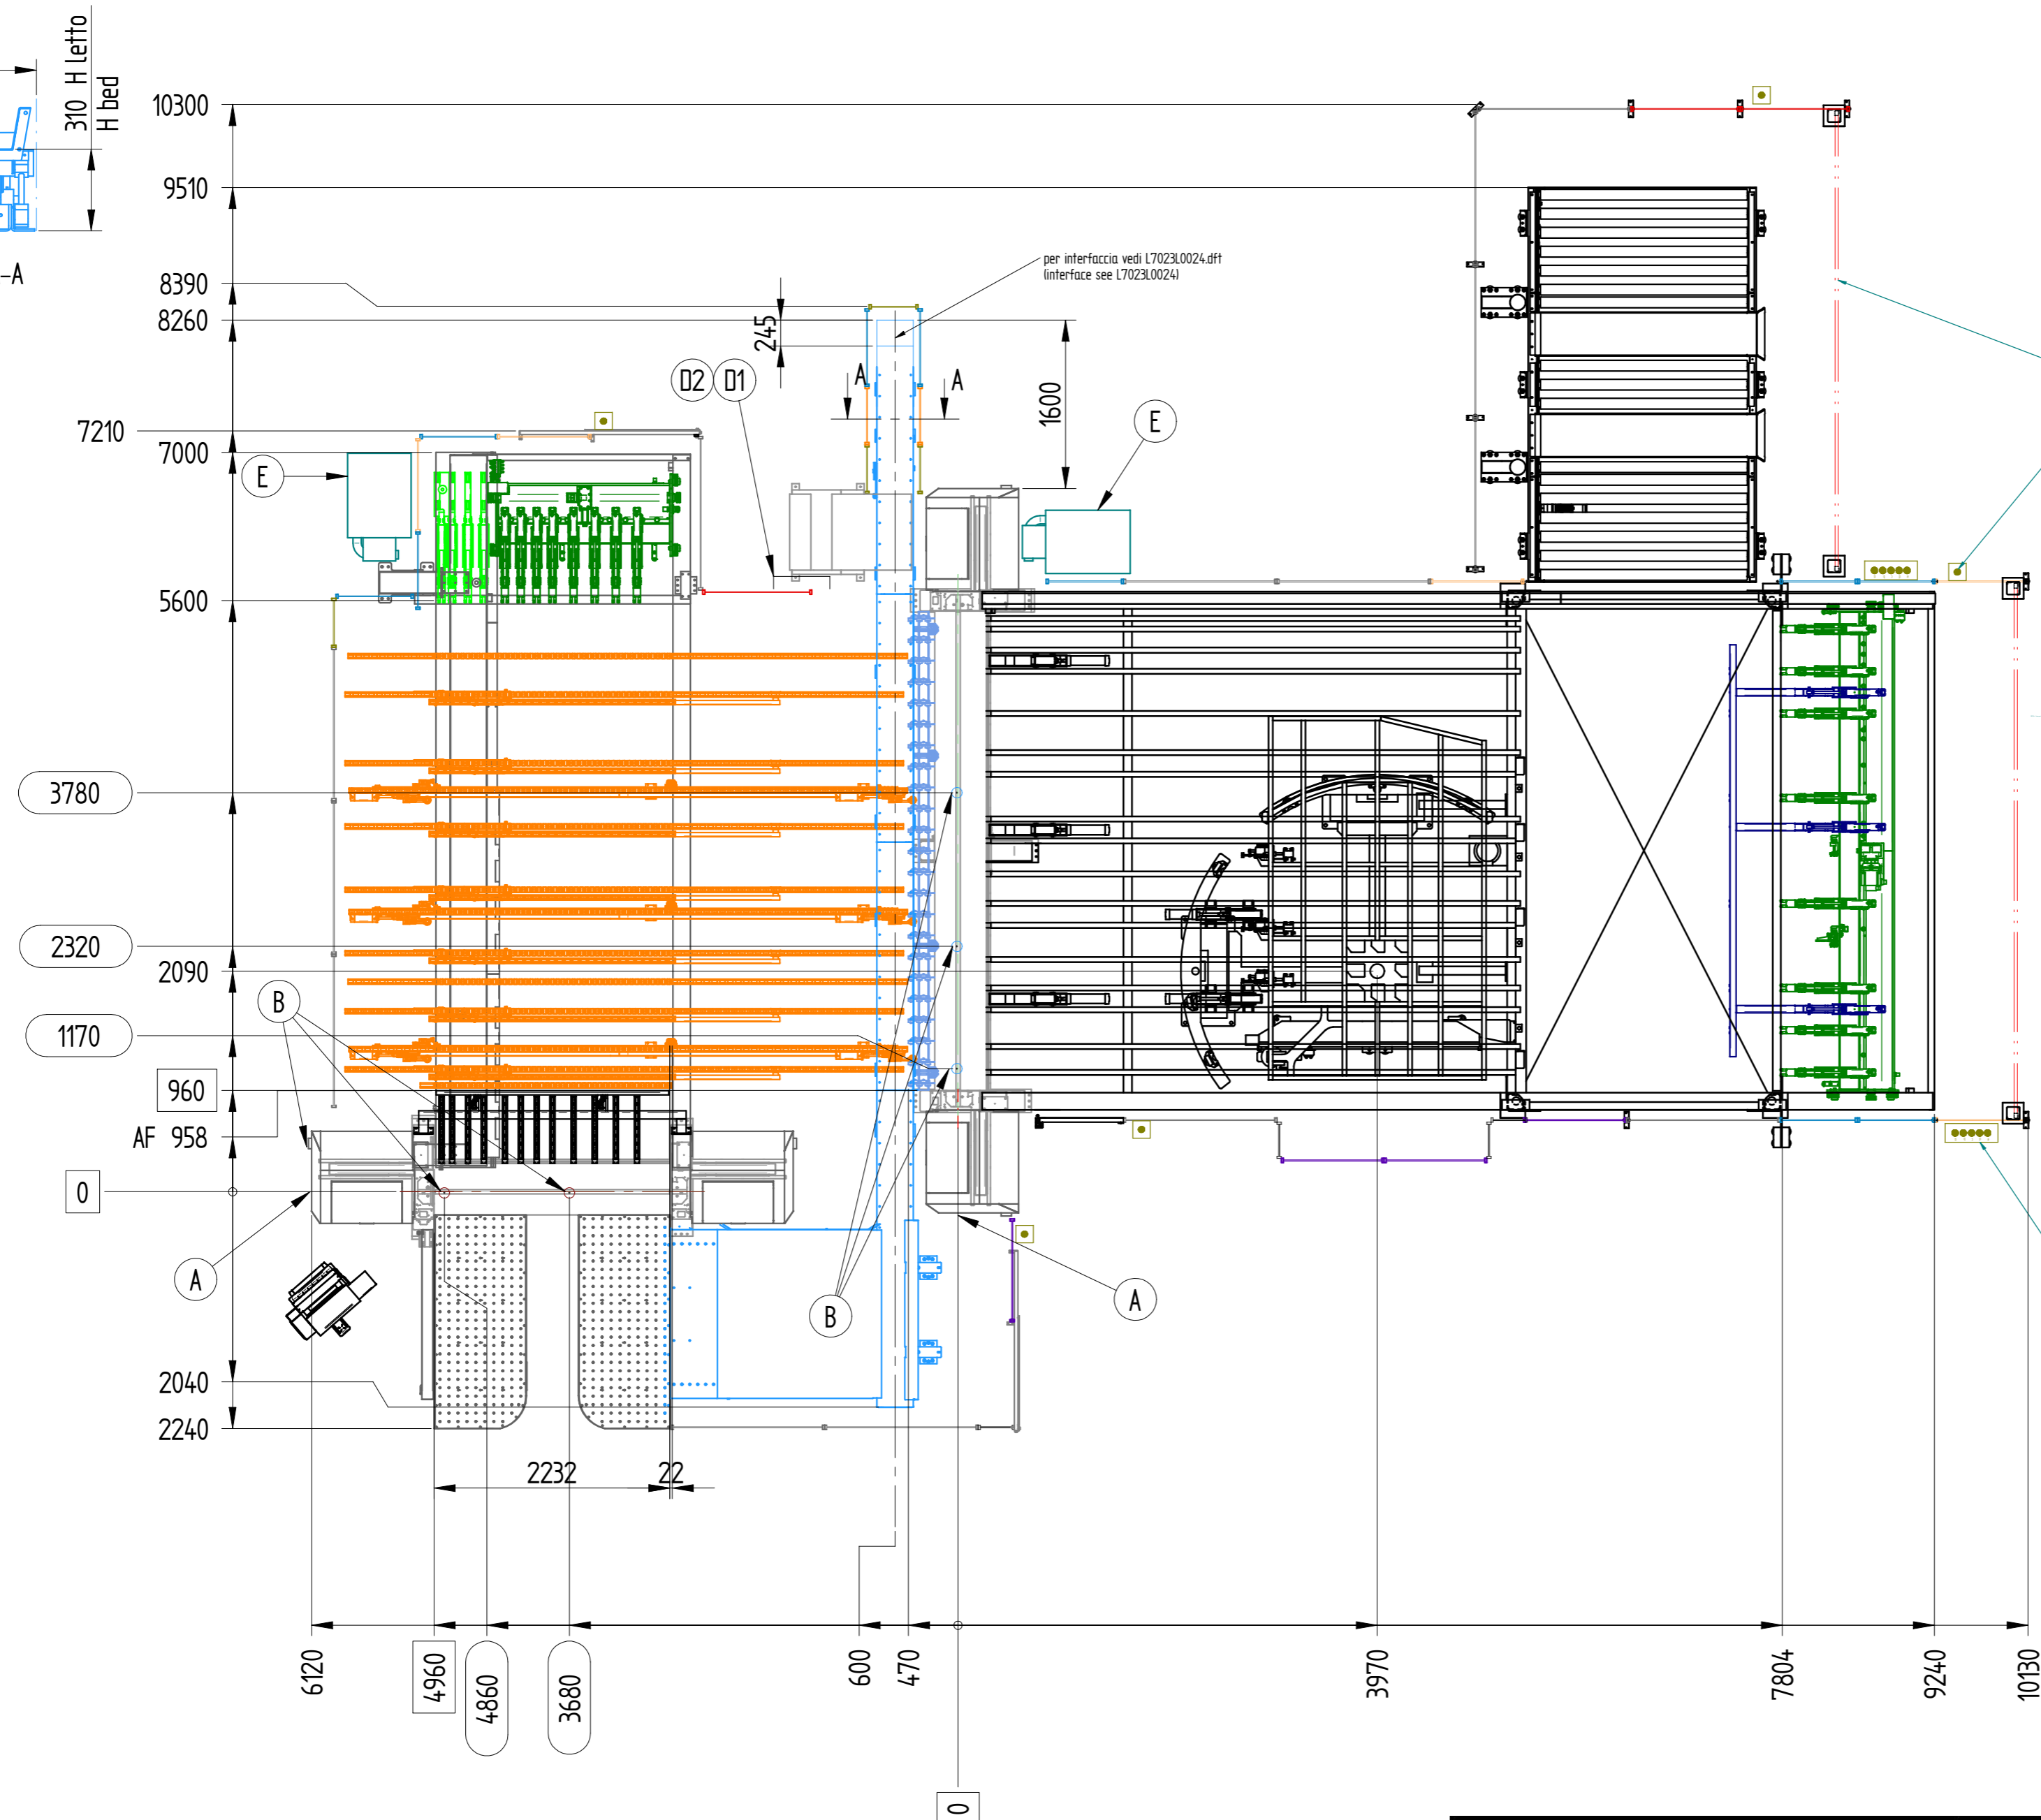 310 H letto
H bed
-A
10300
9510
8390
8260
7210
7000
5600
3780
2320
2090
1170
960
AF 958
0
2040
2240
per interfaccia vedi L7023L0024.dft
(interface see L7023L0024)
245
1600
D2
D1
A
A
E
E
B
A
B
A
2232
22
6120
4960
4860
3680
600
470
0
3970
7804
9240
10130